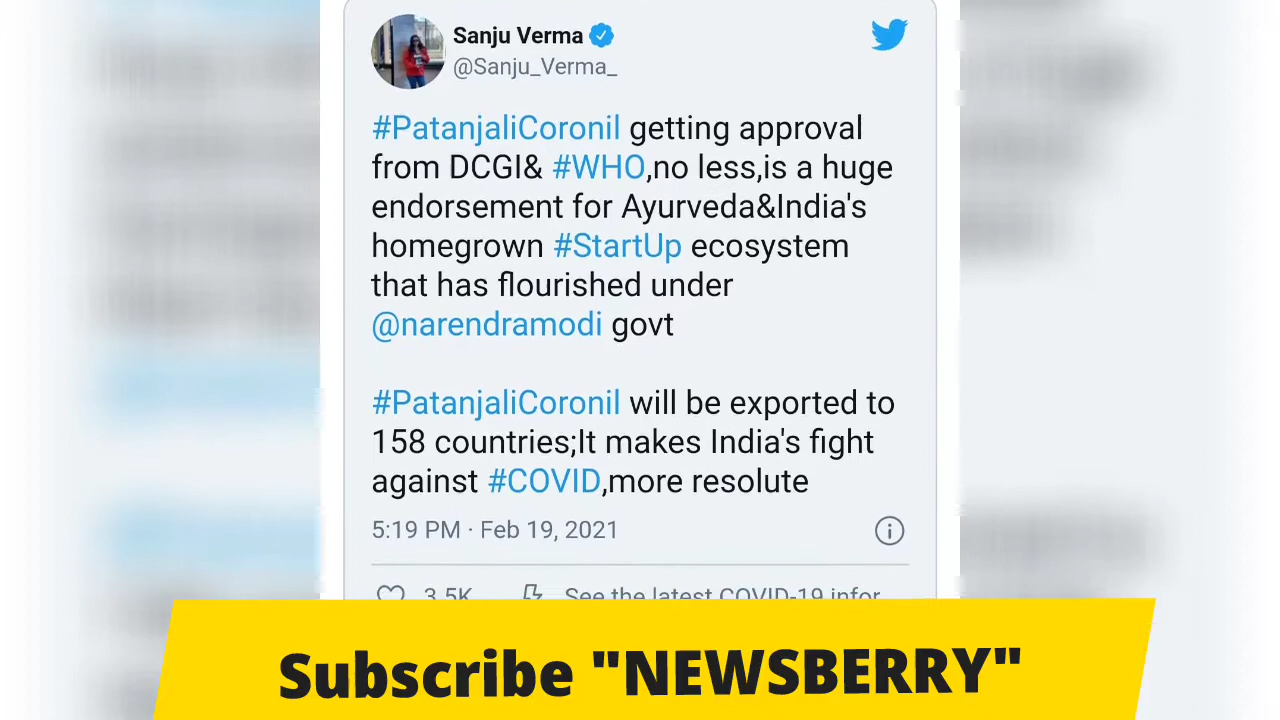 Sanju Verma
@Sanju_Verma_
#PatanjaliCoronil getting approval
from DCGI& #WHO,no less,is a huge
endorsement for Ayurveda&India's
homegrown #StartUp ecosystem
that has flourished under
@narendramodi govt
#PatanjaliCoronil will be exported to
158 countries;It makes India's fight
against #COVID,more resolute
5:19 PM · Feb 19, 2021
3.5K See the latest COVID-19 infor
Subscribe "NEWSBERRY"